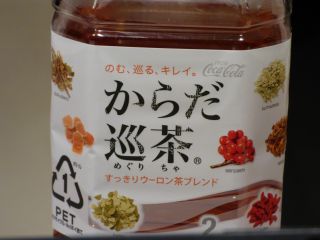 のむ、巡る、キレイ。
Coca-Cola
からだ
巡茶®
めぐりちゃ
すっきりウーロン茶ブレンド
1
PET
2